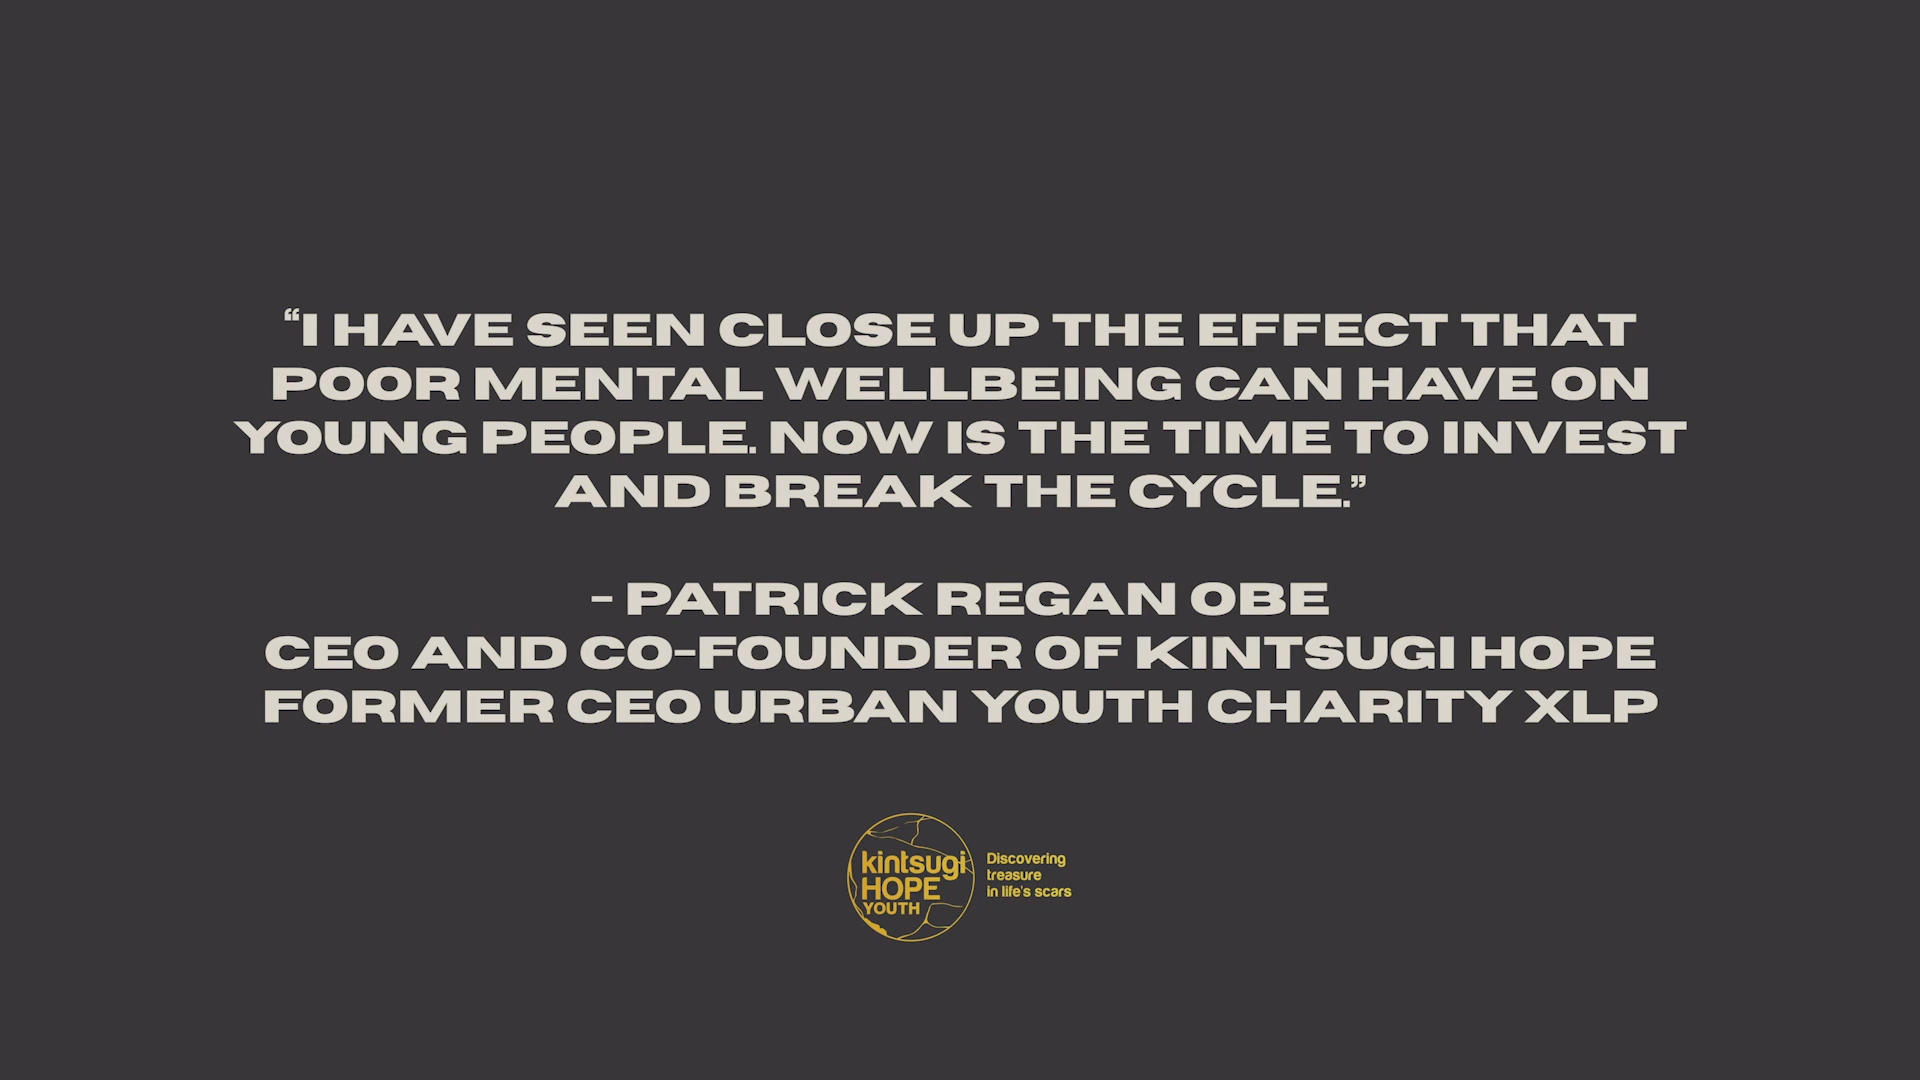 “I HAVE SEEN CLOSE UP THE EFFECT THAT
POOR MENTAL WELLBEING CAN HAVE ON
YOUNG PEOPLE. NOW IS THE TIME TO INVEST
AND BREAK THE CYCLE.”
- PATRICK REGAN OBE
CEO AND CO-FOUNDER OF KINTSUGI HOPE
FORMER CEO URBAN YOUTH CHARITY XLP
kintsugi
HOPE
YOUTH
Discovering
treasure
in life's scars